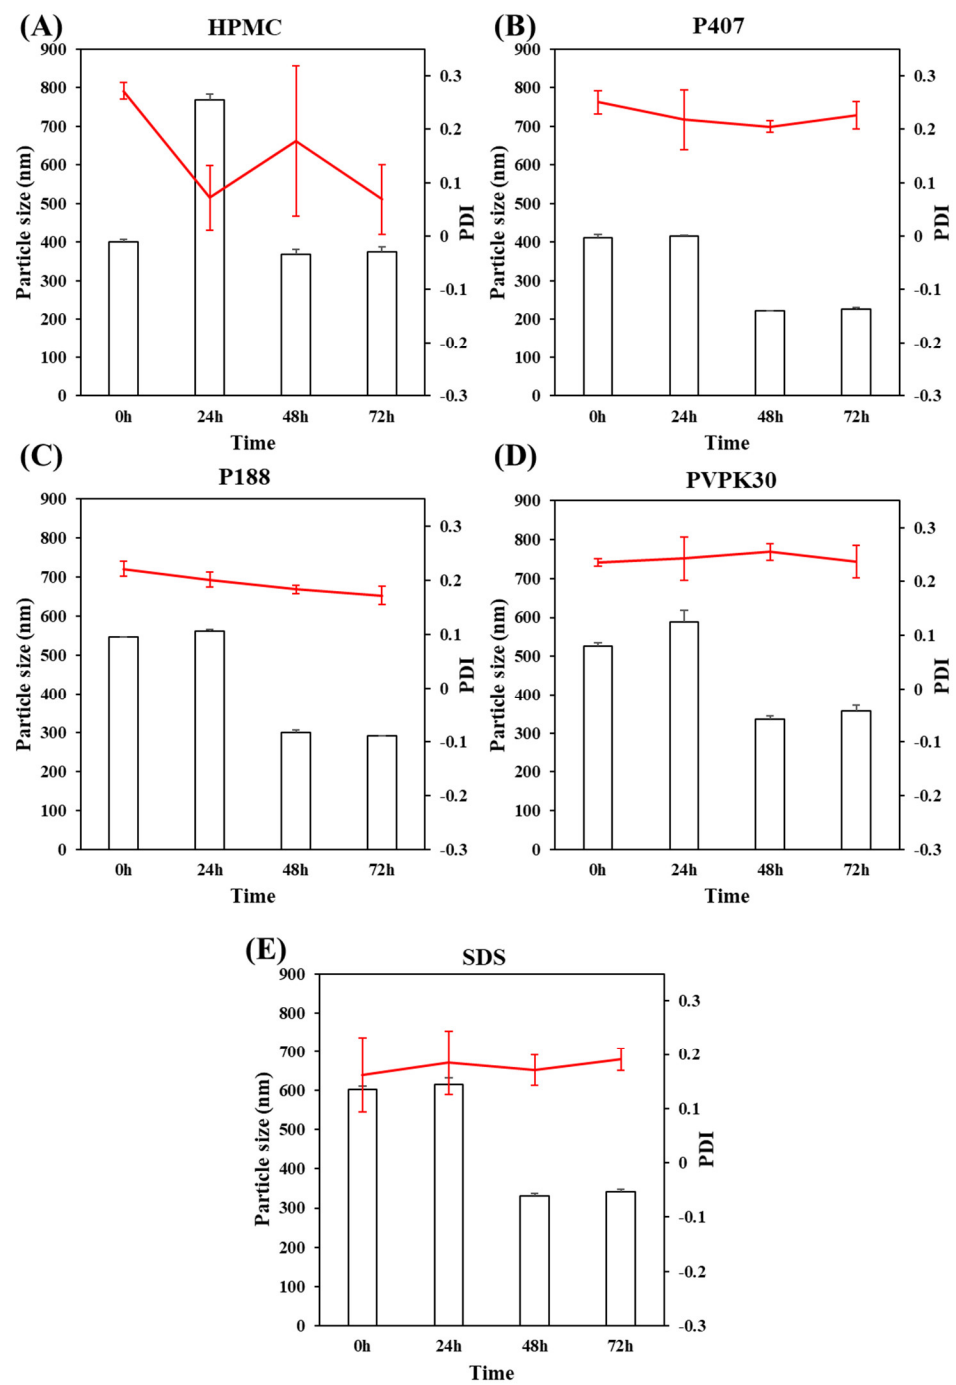 (A)
HPMC
900
800
700
600
500
400
300
200
100
0
Particle size (nm)
0.3
0.2
0.1
0
-0.1
-0.2
-0.3
PDI
0h 24h 48h 72h
Time
(B)
P407
900
800
700
600
500
400
300
200
100
0
Particle size (nm)
0.3
0.2
0.1
0
-0.1
-0.2
-0.3
PDI
0h 24h 48h 72h
Time
(C)
P188
900
800
700
600
500
400
300
200
100
0
Particle size (nm)
0.3
0.2
0.1
0
-0.1
-0.2
-0.3
PDI
0h 24h 48h 72h
Time
(D)
PVPK30
900
800
700
600
500
400
300
200
100
0
Particle size (nm)
0.3
0.2
0.1
0
-0.1
-0.2
-0.3
PDI
0h 24h 48h 72h
Time
(E)
SDS
900
800
700
600
500
400
300
200
100
0
Particle size (nm)
0.3
0.2
0.1
0
-0.1
-0.2
-0.3
PDI
0h 24h 48h 72h
Time